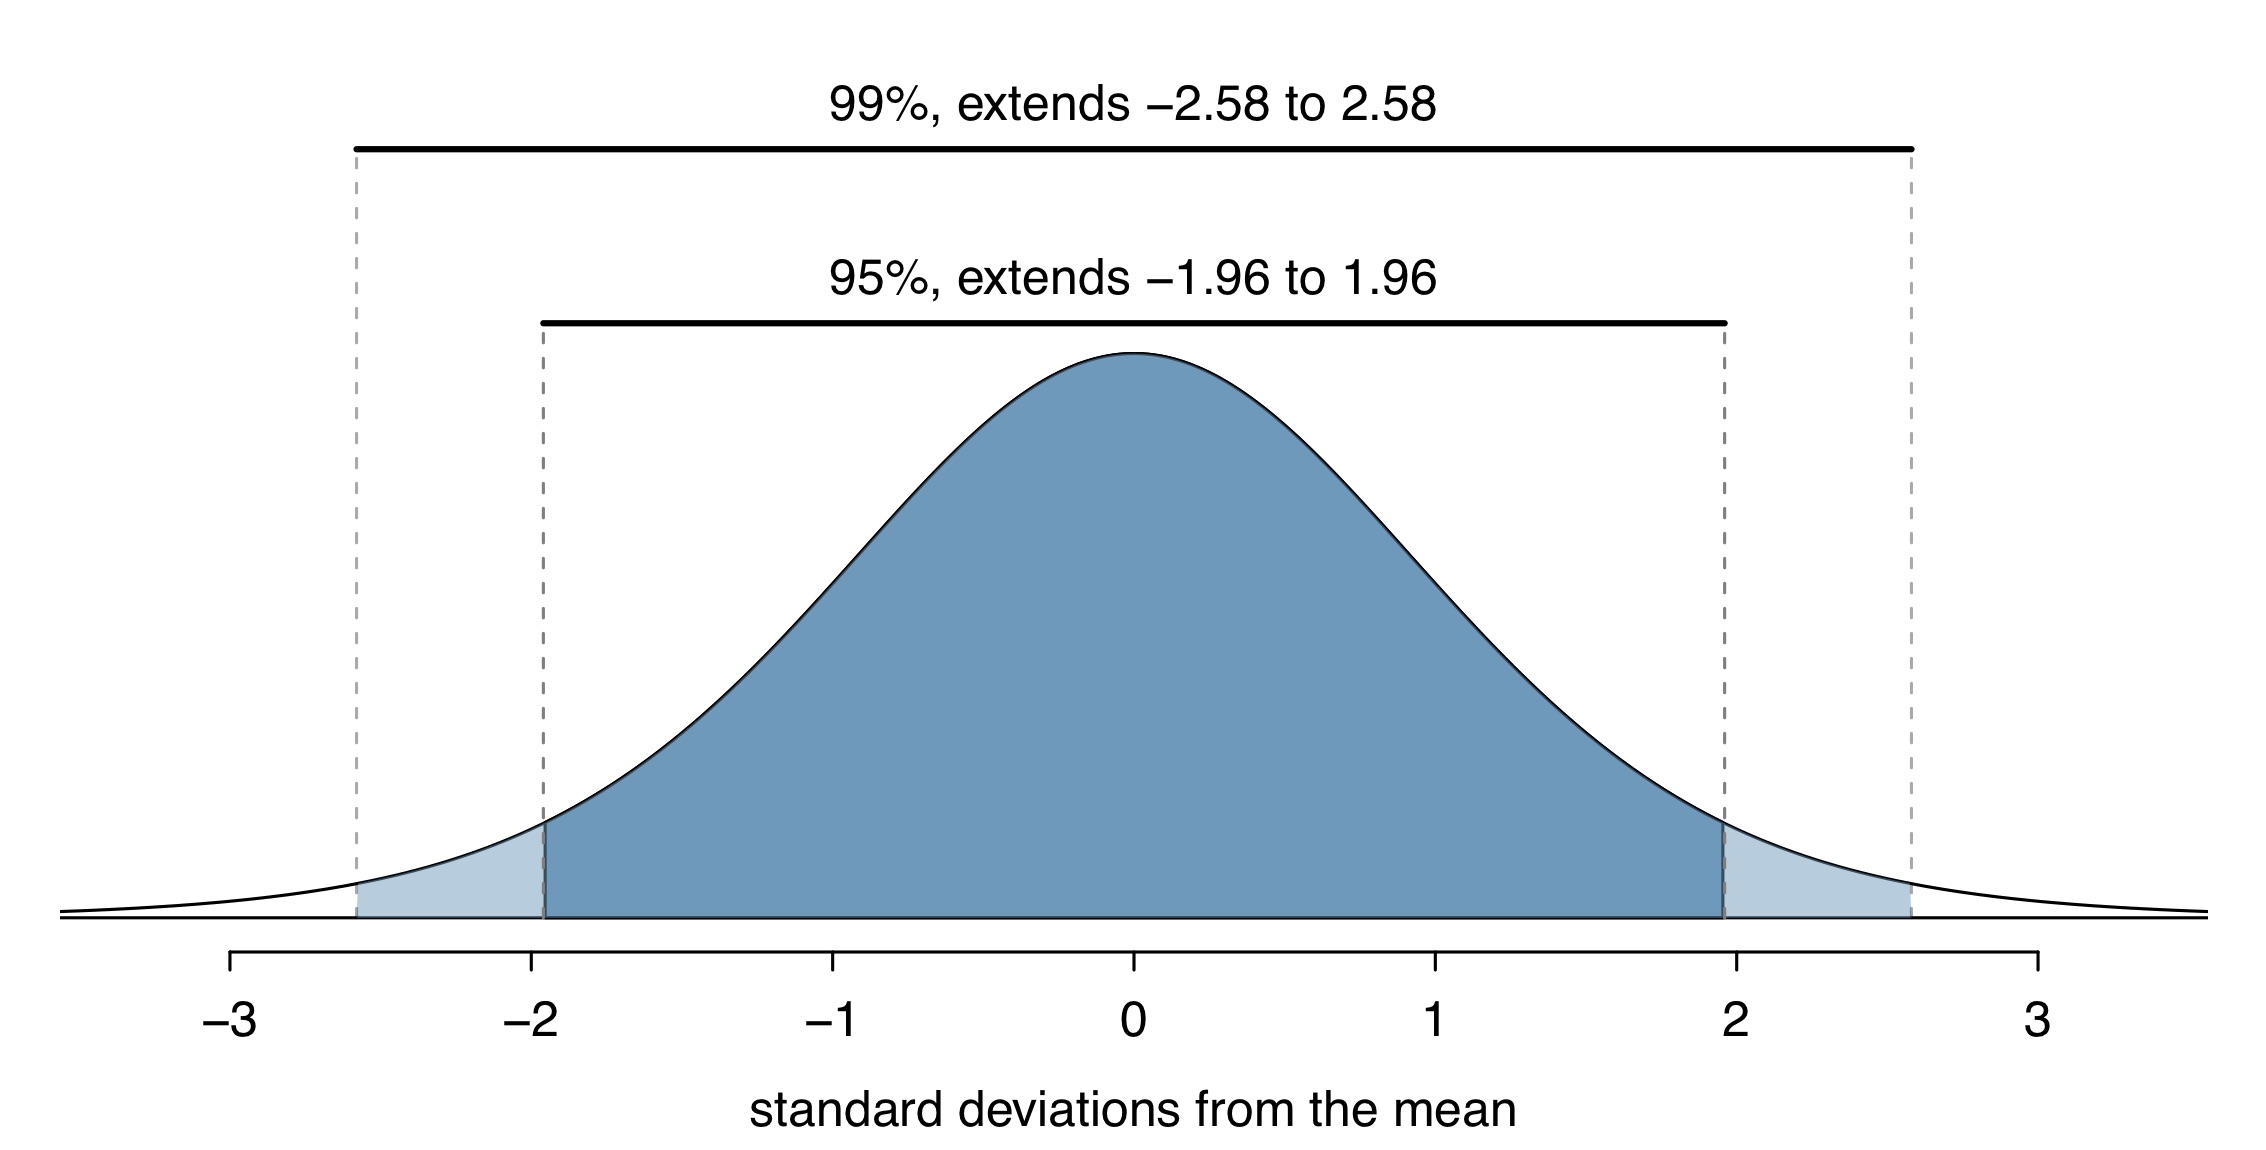 99%, extends −2.58 to 2.58
95%, extends −1.96 to 1.96
−3 −2 −1 0 1 2 3
standard deviations from the mean